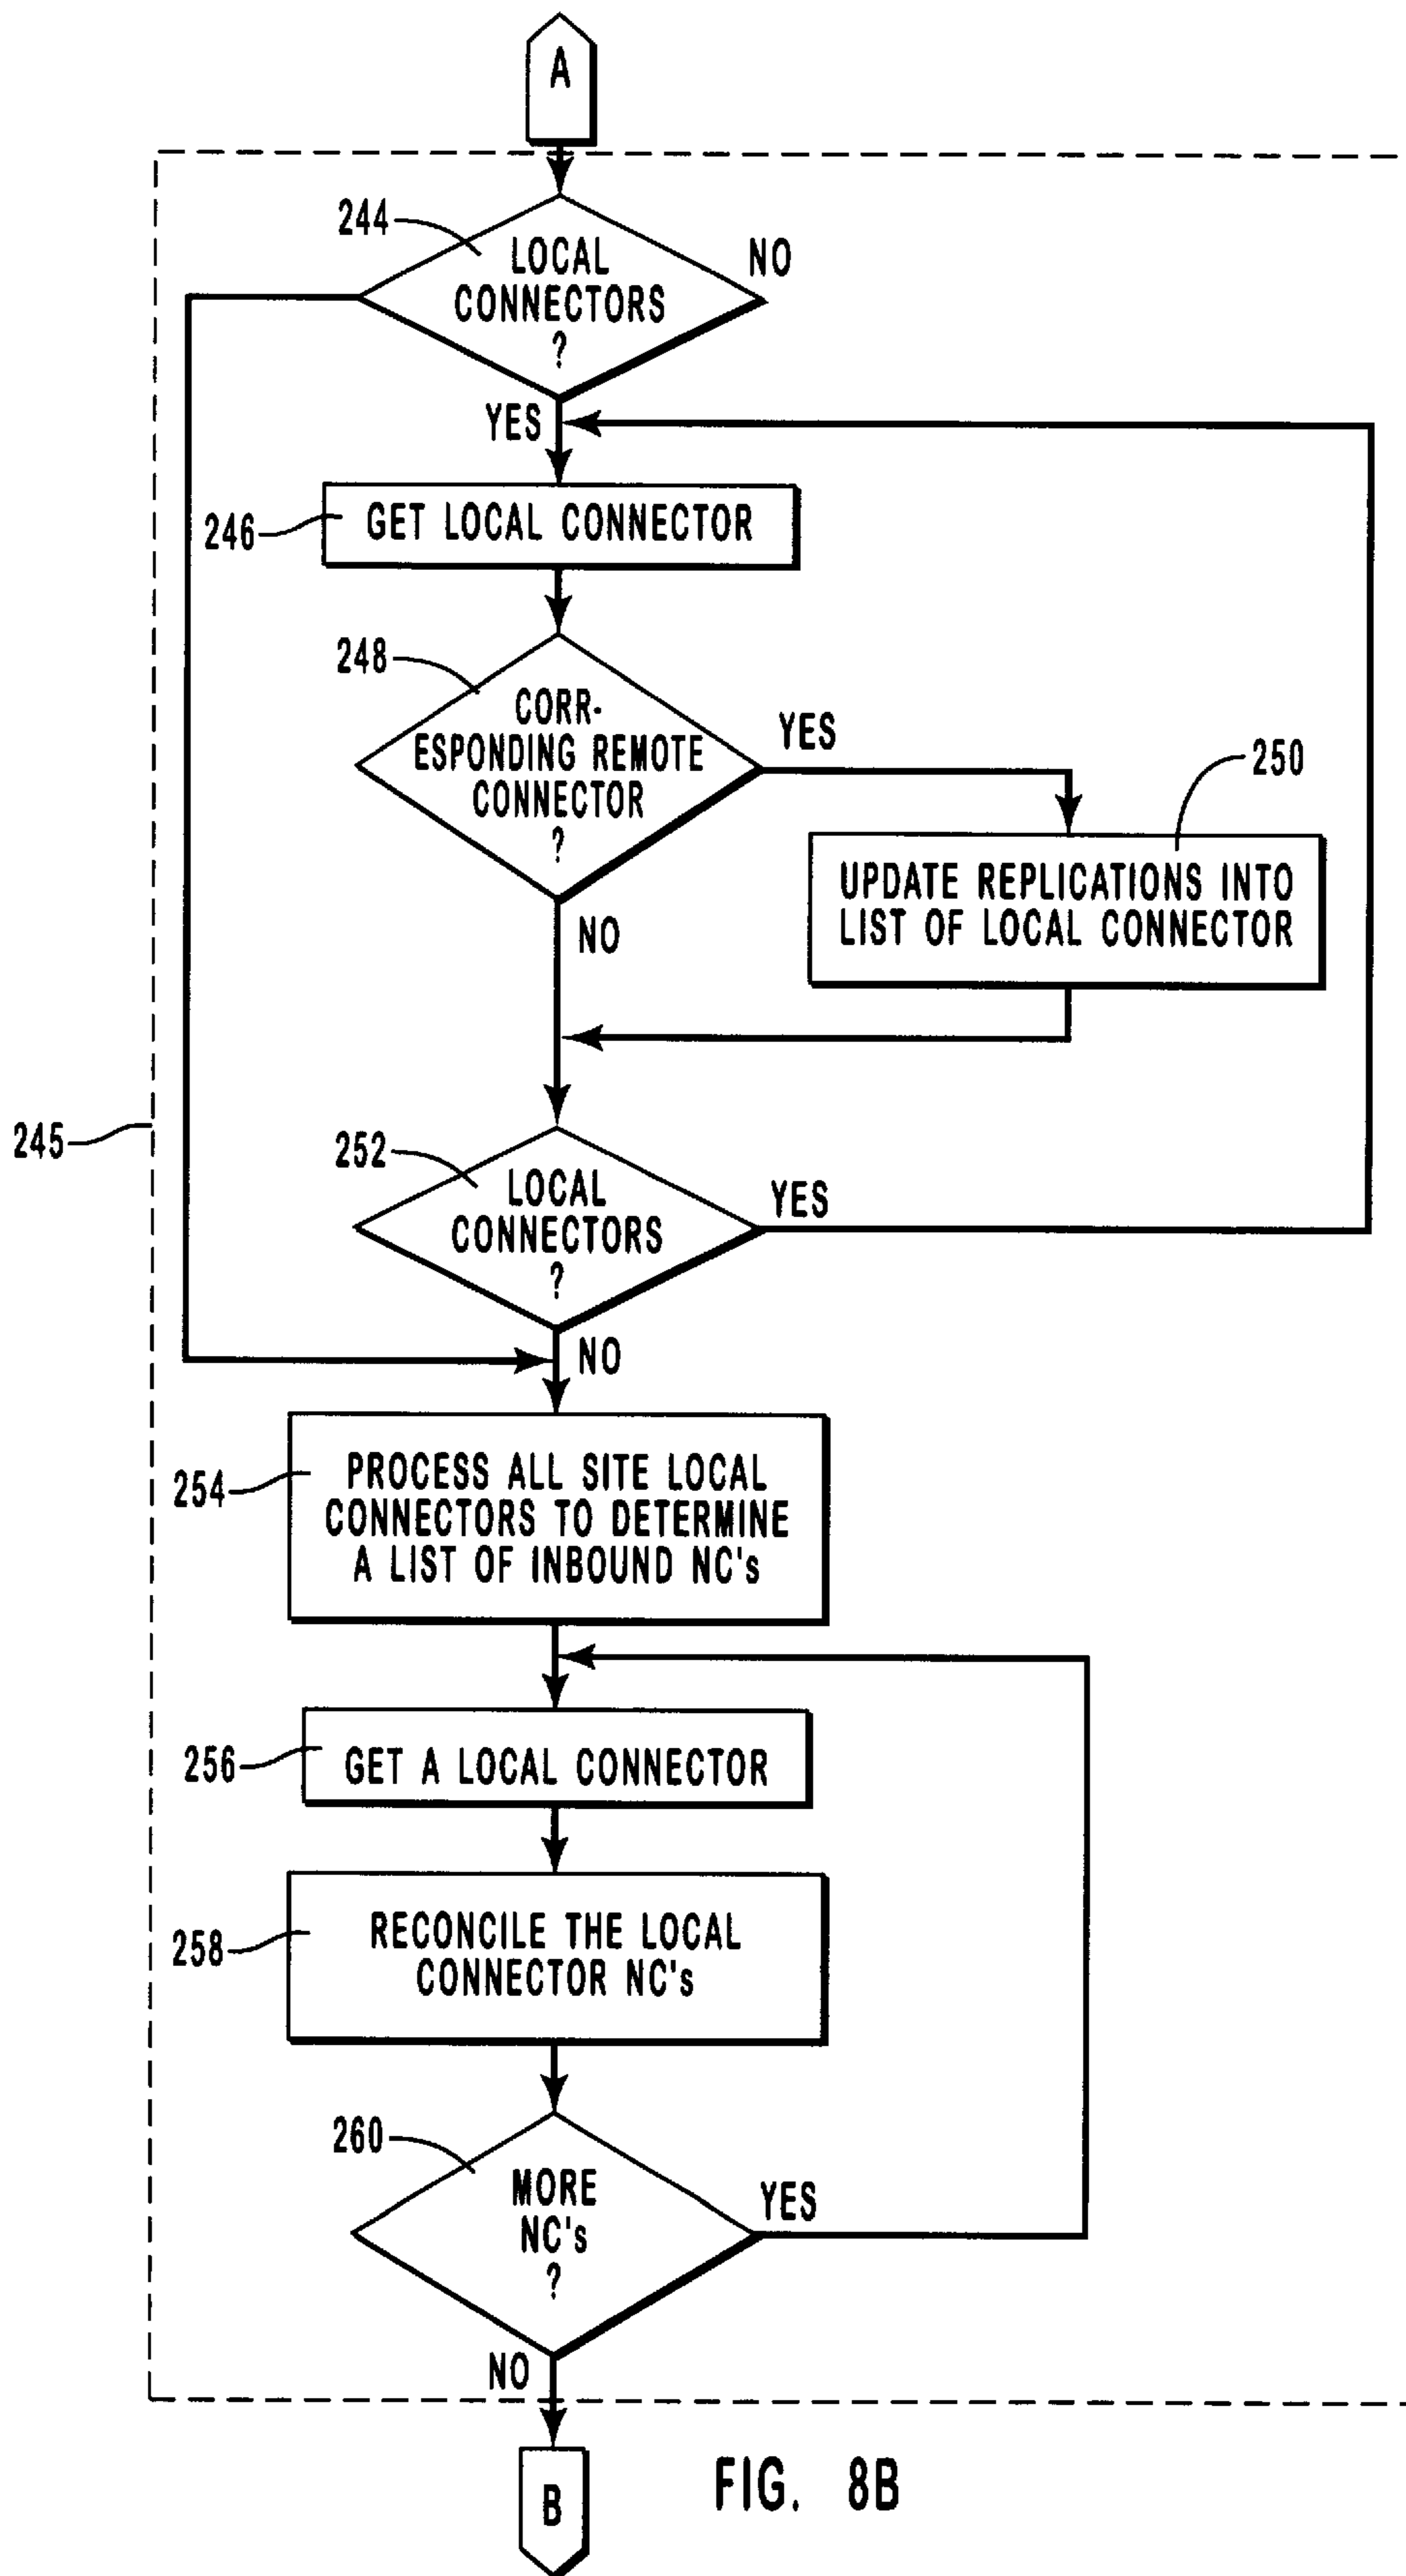 A
244
LOCAL
CONNECTORS
?
NO
YES
246
GET LOCAL CONNECTOR
248
CORR-
ESPONDING REMOTE
CONNECTOR
?
YES
250
UPDATE REPLICATIONS INTO
LIST OF LOCAL CONNECTOR
NO
245
252
LOCAL
CONNECTORS
?
YES
NO
254
PROCESS ALL SITE LOCAL
CONNECTORS TO DETERMINE
A LIST OF INBOUND NC's
256
GET A LOCAL CONNECTOR
258
RECONCILE THE LOCAL
CONNECTOR NC's
260
MORE
NC's
?
YES
NO
B
FIG. 8B